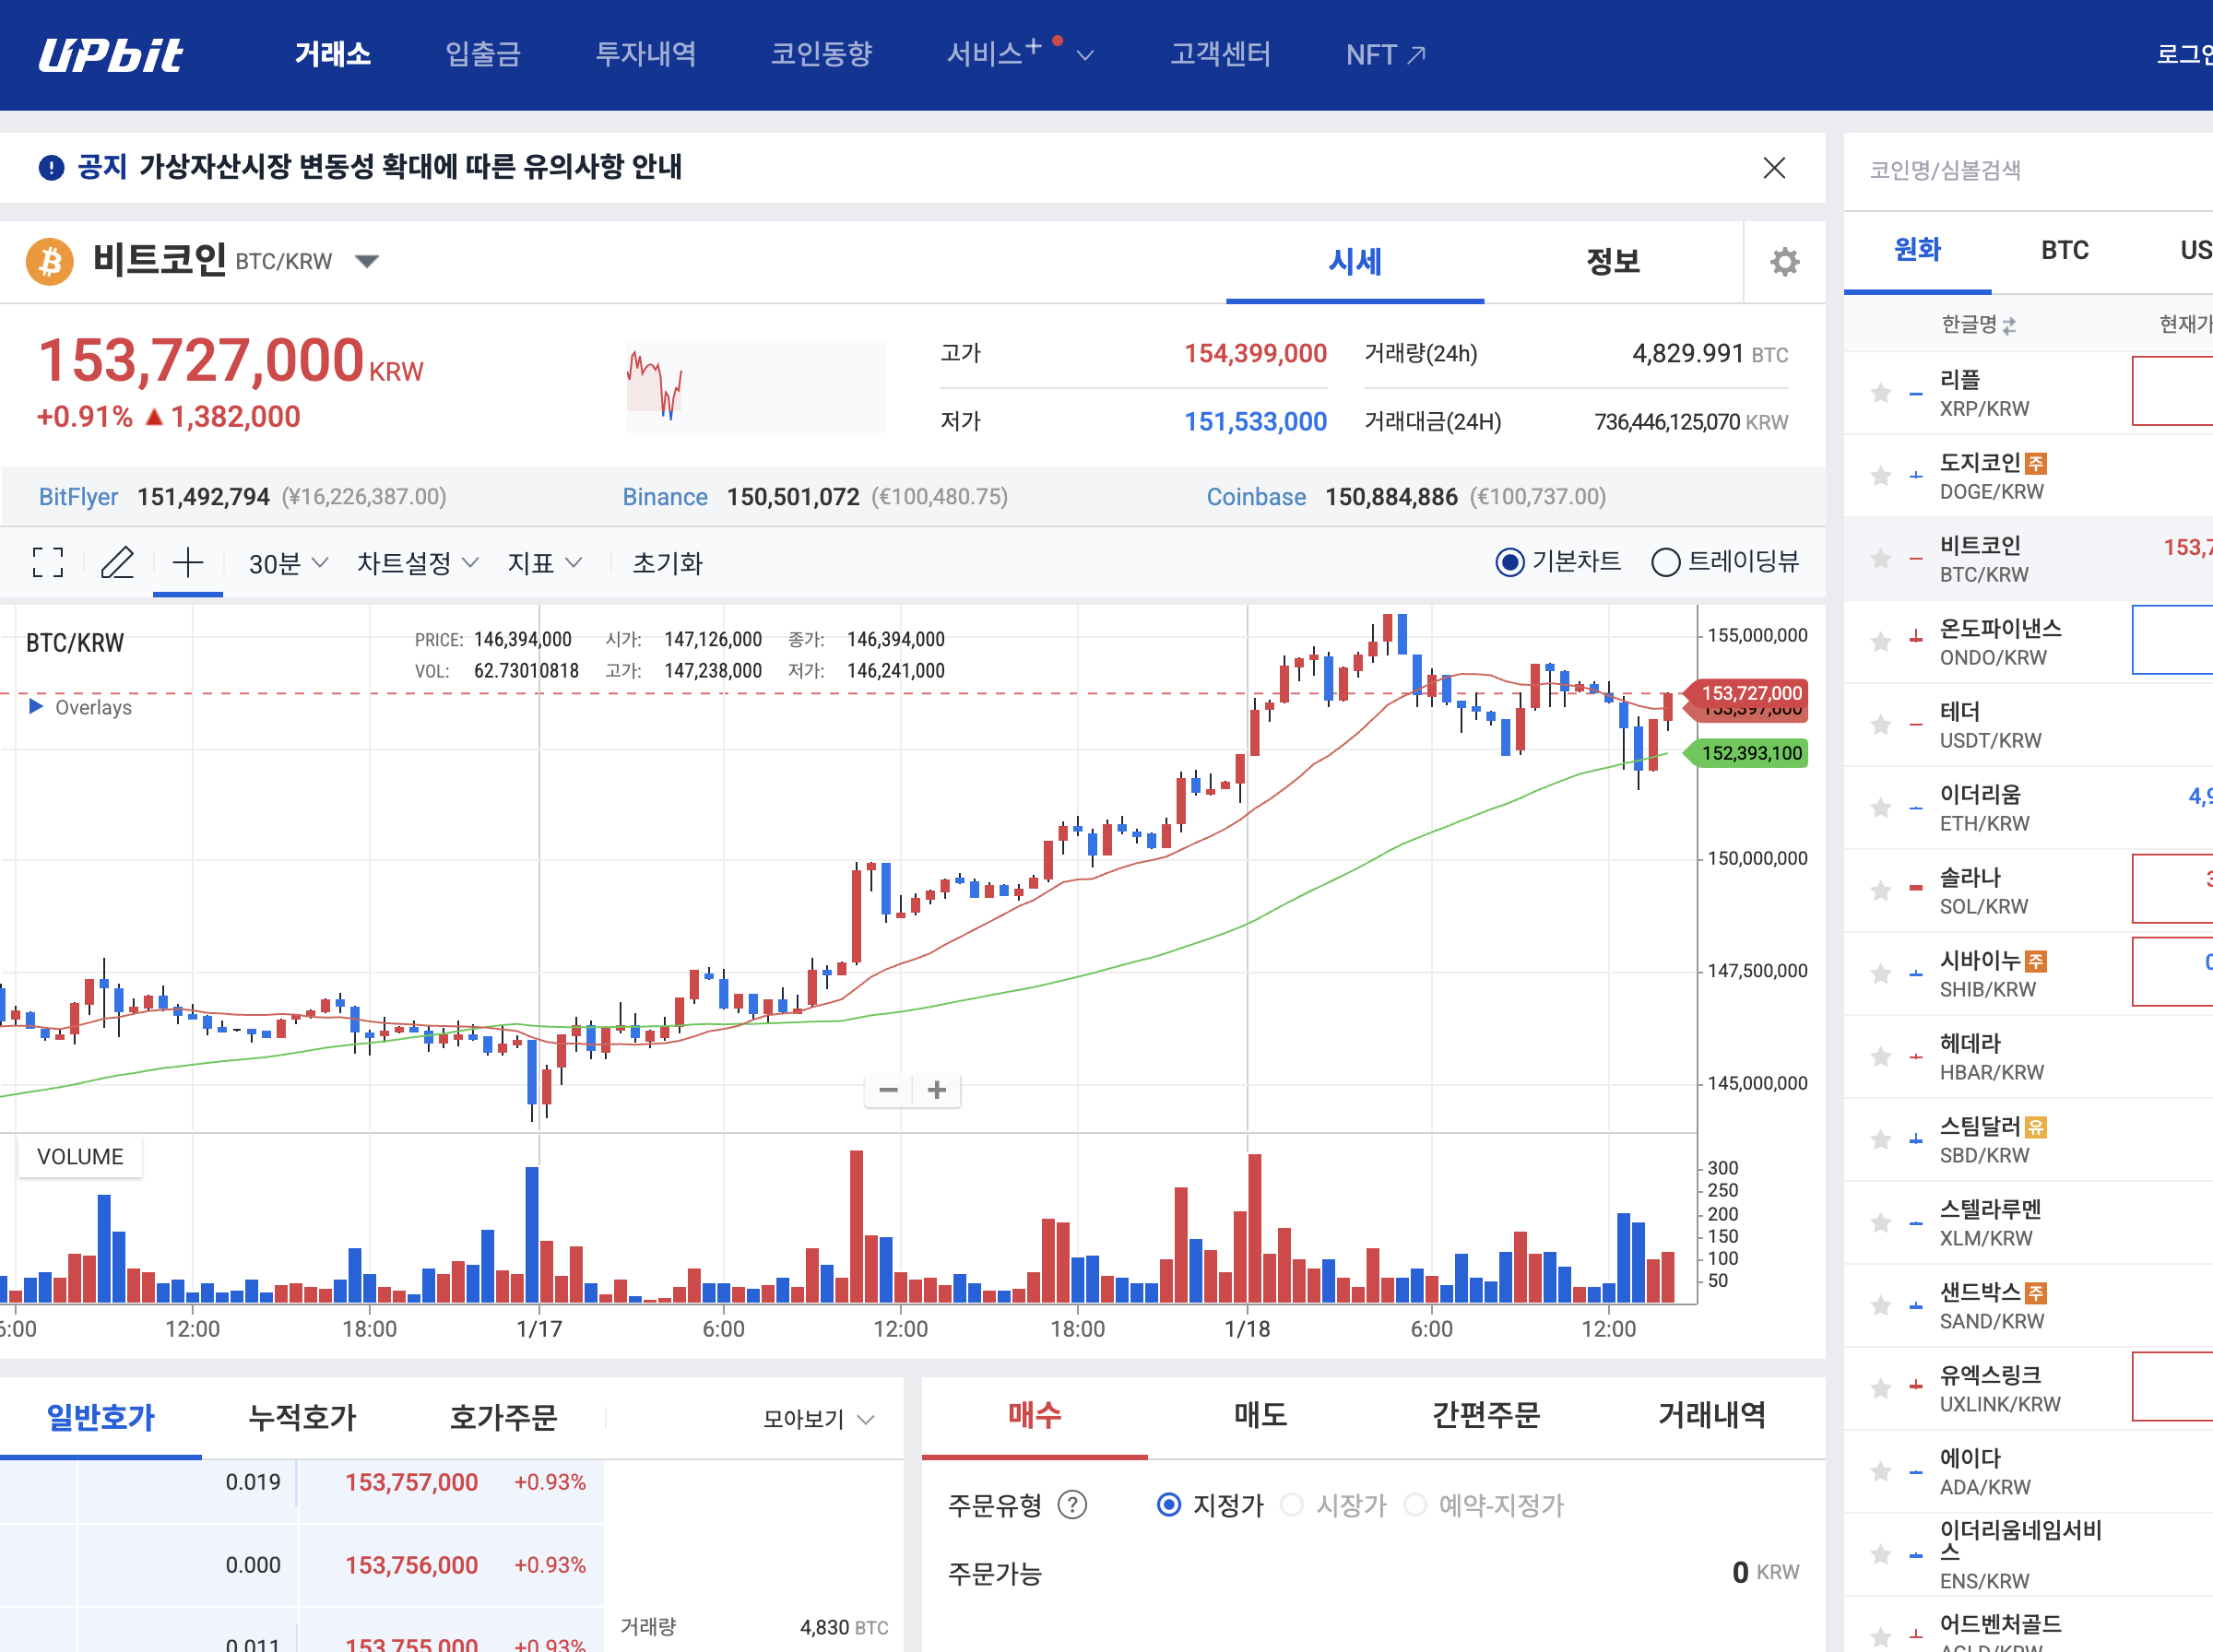 UPbit
거래소 입출금 투자내역 코인동향 서비스+ 고객센터 NFT 로그인
공지 가상자산시장 변동성 확대에 따른 유의사항 안내
비트코인 BTC/KRW
시세 정보
153,727,000 KRW
+0.91% ▲ 1,382,000
고가 154,399,000
저가 151,533,000
거래량(24h) 4,829.991 BTC
거래대금(24H) 736,446,125,070 KRW
BitFlyer 151,492,794 (¥16,226,387.00) Binance 150,501,072 (€100,480.75) Coinbase 150,884,886 (€100,737.00)
30분 차트설정 지표 초기화 기본차트 트레이딩뷰
BTC/KRW
PRICE: 146,394,000 시가: 147,126,000 종가: 146,394,000
VOL: 62.73010818 고가: 147,238,000 저가: 146,241,000
Overlays
155,000,000
153,727,000
153,397,600
152,393,100
150,000,000
147,500,000
145,000,000
− +
VOLUME
300
250
200
150
100
50
6:00 12:00 18:00 1/17 6:00 12:00 18:00 1/18 6:00 12:00
일반호가 누적호가 호가주문 모아보기
0.019 153,757,000 +0.93%
0.000 153,756,000 +0.93%
0.011 153,755,000 +0.93%
거래량 4,830 BTC
매수 매도 간편주문 거래내역
주문유형 ? 지정가 시장가 예약-지정가
주문가능 0 KRW
코인명/심볼검색
원화 BTC US
한글명 현재가
리플
XRP/KRW
도지코인 주
DOGE/KRW
비트코인 153,7
BTC/KRW
온도파이낸스
ONDO/KRW
테더
USDT/KRW
이더리움 4,9
ETH/KRW
솔라나 3
SOL/KRW
시바이누 주 0
SHIB/KRW
헤데라
HBAR/KRW
스팀달러 유
SBD/KRW
스텔라루멘
XLM/KRW
샌드박스 주
SAND/KRW
유엑스링크
UXLINK/KRW
에이다
ADA/KRW
이더리움네임서비
스
ENS/KRW
어드벤처골드
AGLD/KRW